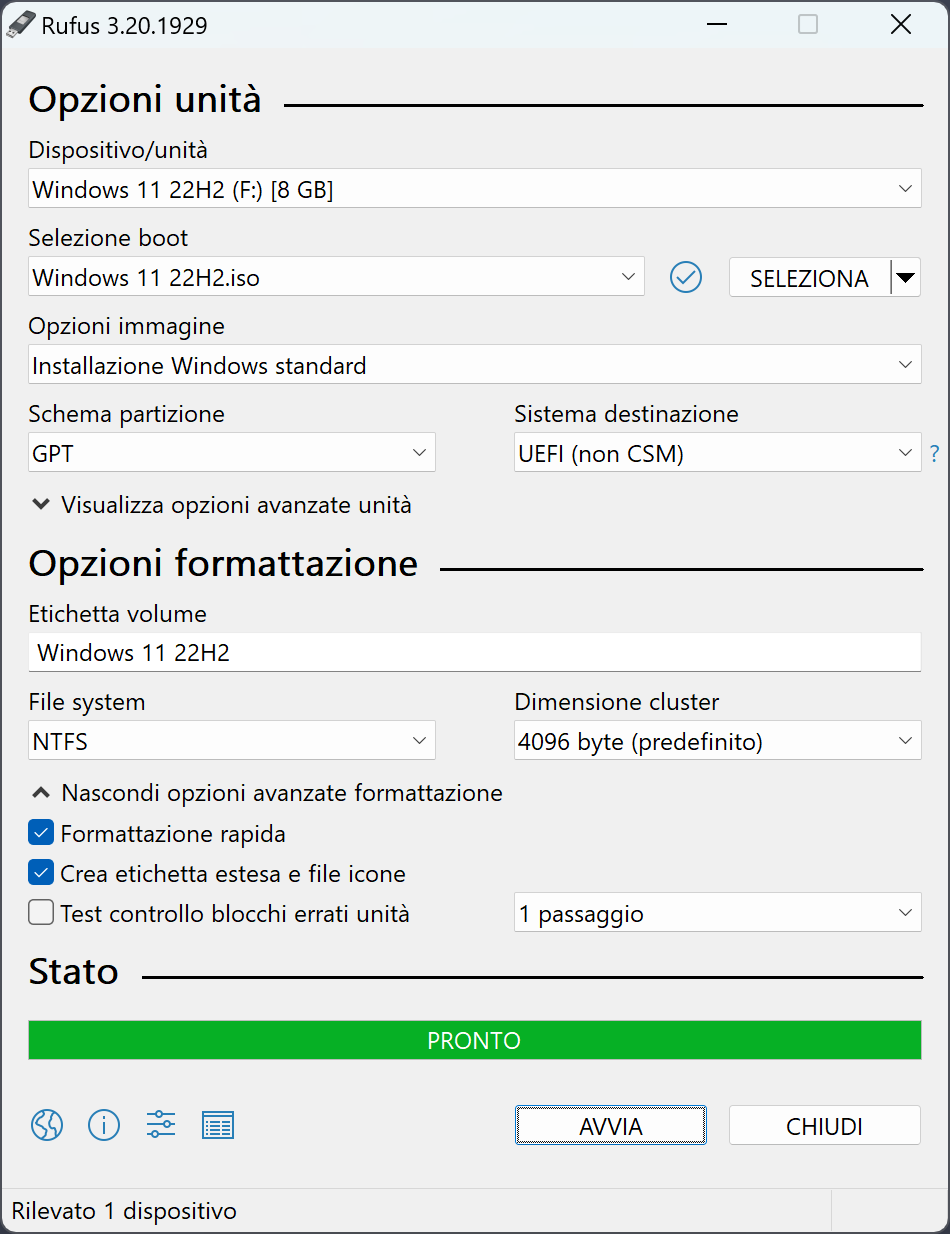 Rufus 3.20.1929
Opzioni unità
Dispositivo/unità
Windows 11 22H2 (F:) [8 GB]
Selezione boot
Windows 11 22H2.iso
SELEZIONA
Opzioni immagine
Installazione Windows standard
Schema partizione
Sistema destinazione
GPT
UEFI (non CSM)
?
Visualizza opzioni avanzate unità
Opzioni formattazione
Etichetta volume
Windows 11 22H2
File system
Dimensione cluster
NTFS
4096 byte (predefinito)
Nascondi opzioni avanzate formattazione
Formattazione rapida
Crea etichetta estesa e file icone
Test controllo blocchi errati unità
1 passaggio
Stato
PRONTO
AVVIA
CHIUDI
Rilevato 1 dispositivo